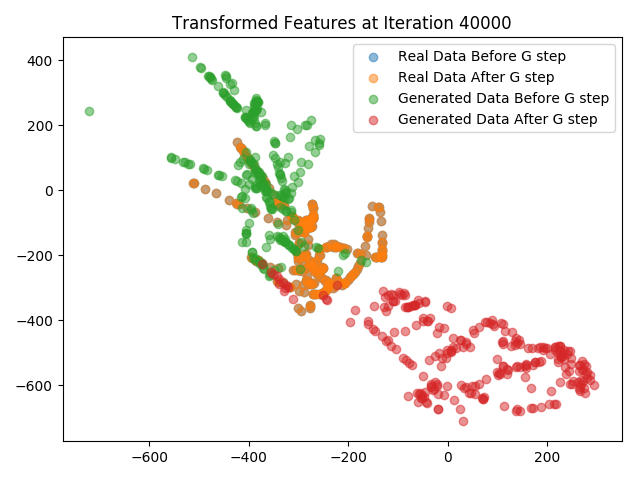 Transformed Features at Iteration 40000
Real Data Before G step
Real Data After G step
Generated Data Before G step
Generated Data After G step
400
200
0
−200
−400
−600
−600 −400 −200 0 200